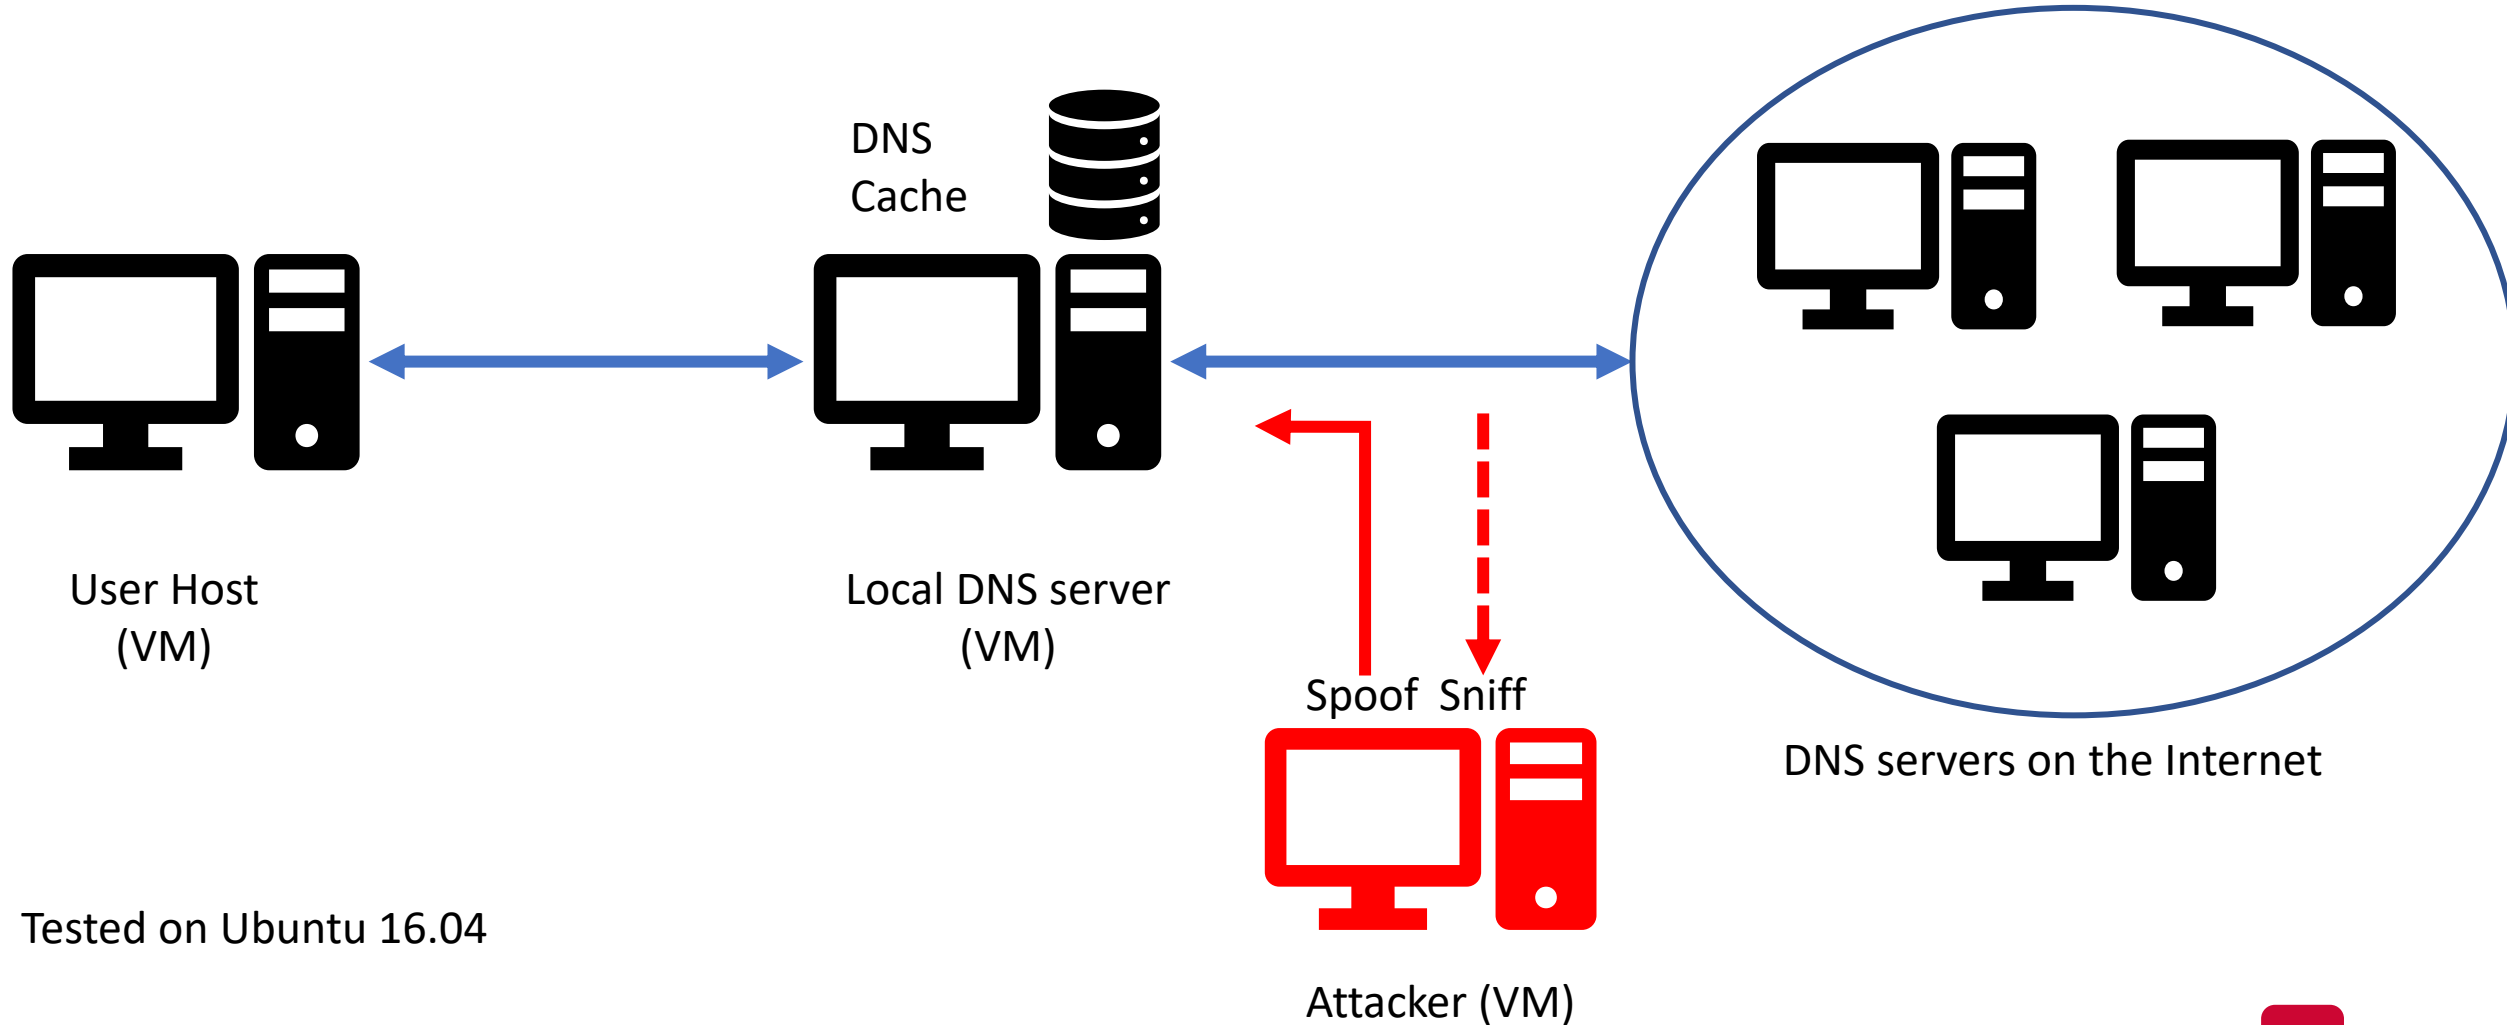 DNS
Cache
User Host
(VM)
Local DNS server
(VM)
Spoof Sniff
DNS servers on the Internet
Tested on Ubuntu 16.04
Attacker (VM)